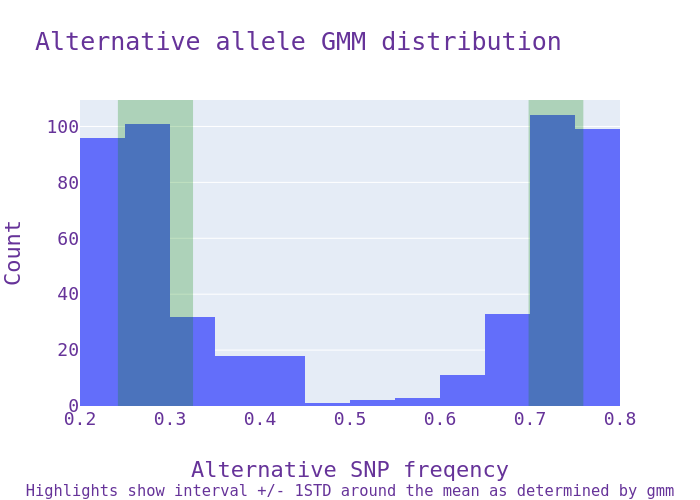 Alternative allele GMM distribution
100
80
60
40
20
0
Count
0.2 0.3 0.4 0.5 0.6 0.7 0.8
Alternative SNP freqency
Highlights show interval +/- 1STD around the mean as determined by gmm